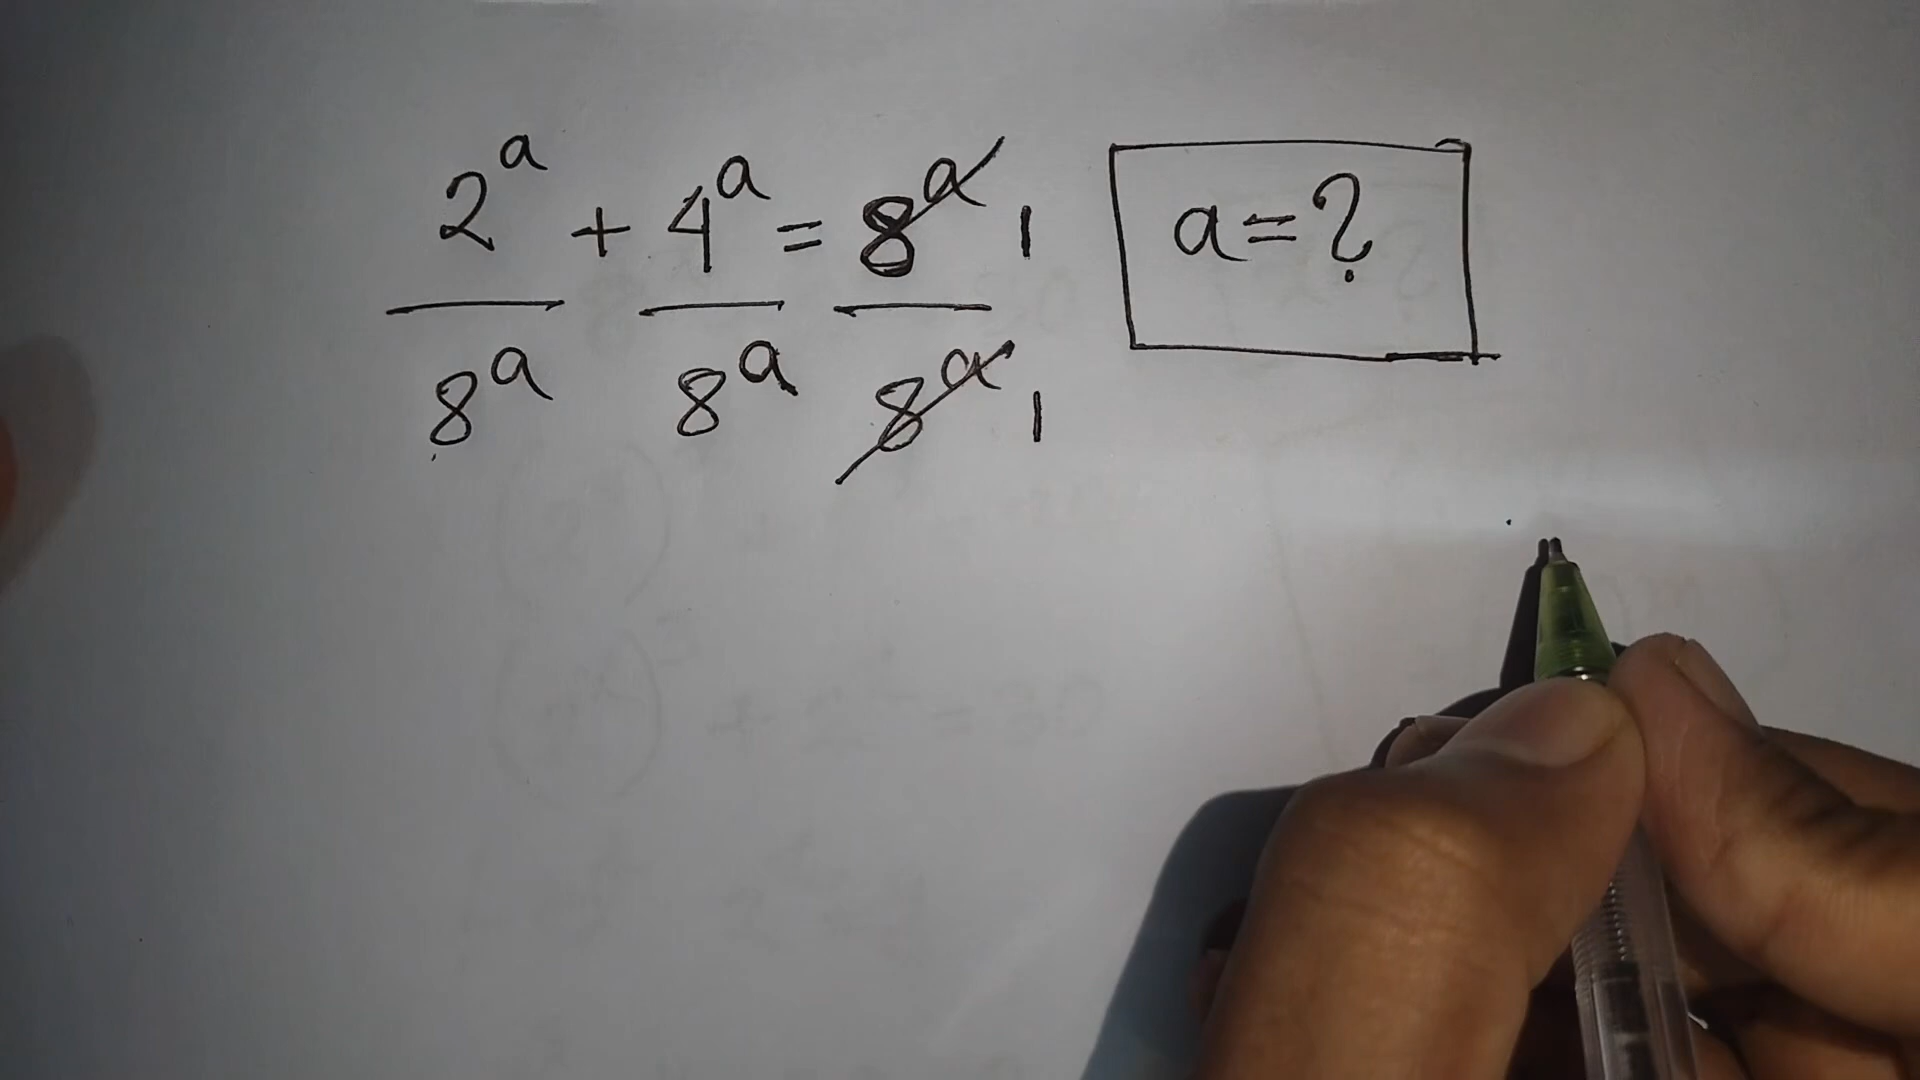 2^a + 4^a = 8^a 1
a = ?
8^a 8^a 8^a 1